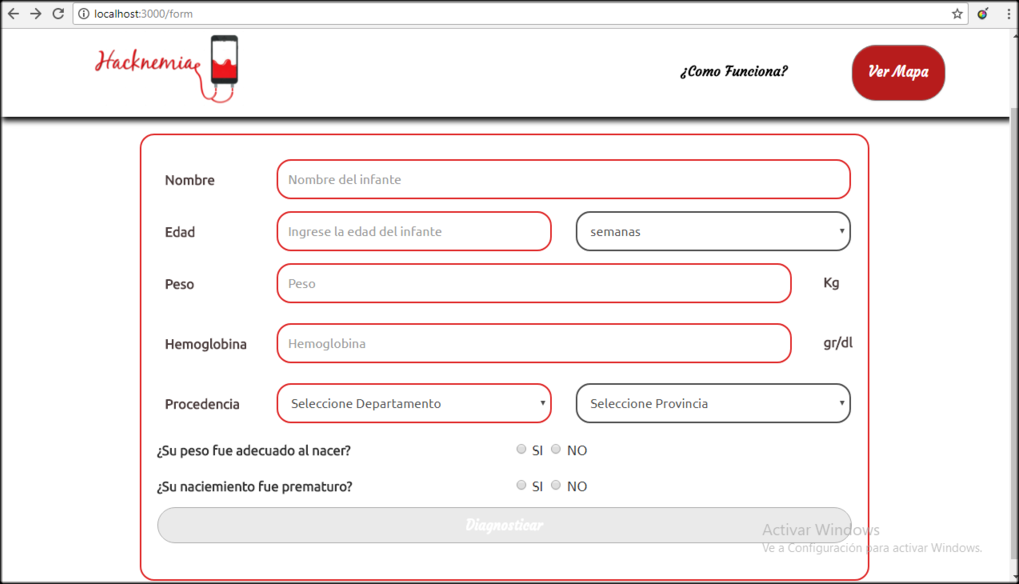 localhost:3000/form
Hacknemia
¿Como Funciona?
Ver Mapa
Nombre
Nombre del infante
Edad
Ingrese la edad del infante
semanas
Peso
Peso
Kg
Hemoglobina
Hemoglobina
gr/dl
Procedencia
Seleccione Departamento
Seleccione Provincia
¿Su peso fue adecuado al nacer?
SI NO
¿Su naciemiento fue prematuro?
SI NO
Diagnosticar
Activar Windows
Ve a Configuración para activar Windows.